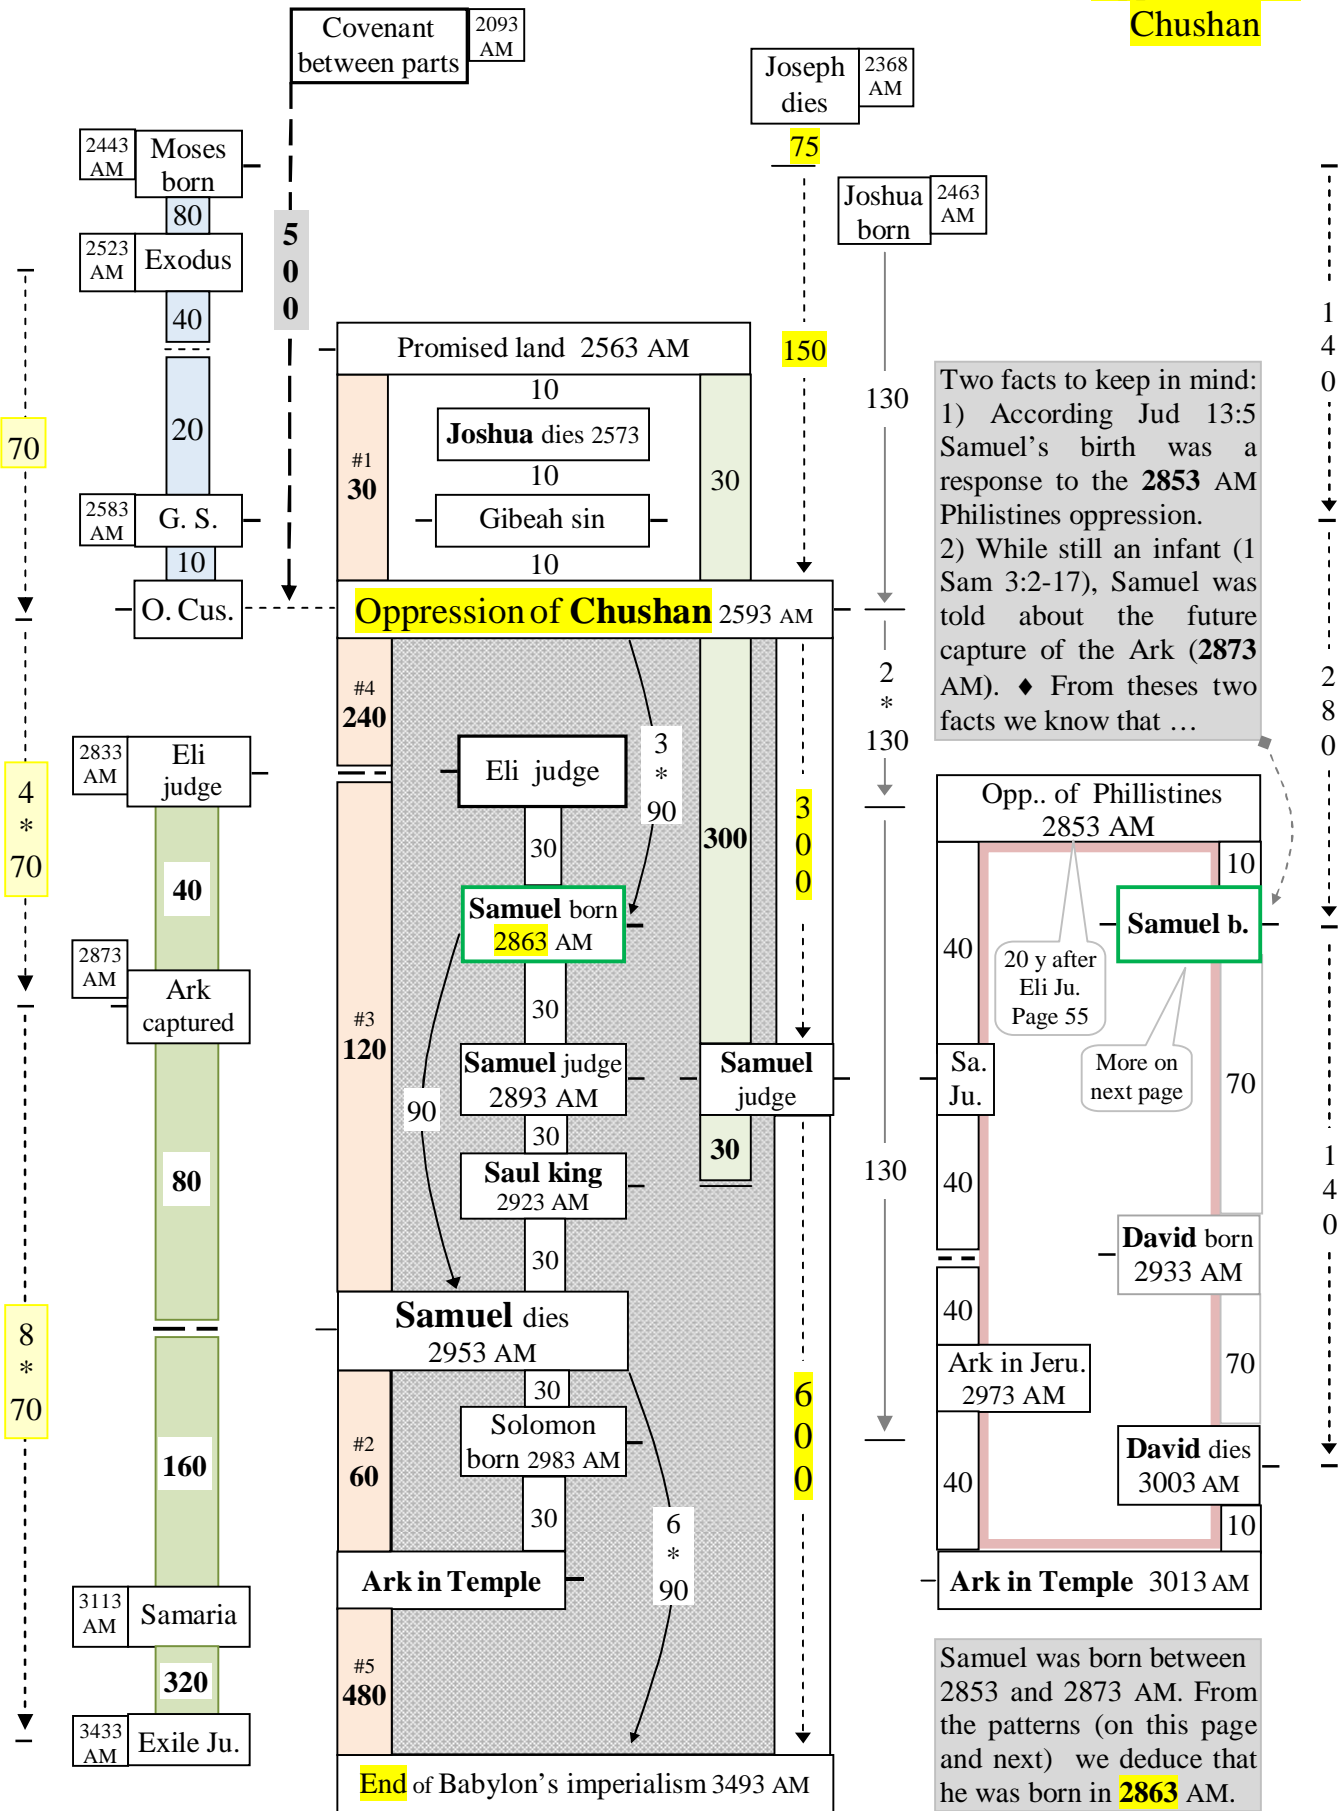 Chushan
Covenant
between parts
2093
AM
Joseph
dies
2368
AM
75
2443
AM
Moses
born
80
2523
AM
Exodus
40
20
2583
AM
G. S.
10
O. Cus.
5
0
0
Joshua
born
2463
AM
130
150
Promised land 2563 AM
10
Joshua dies 2573
10
Gibeah sin
10
#1
30
30
70
Oppression of Chushan 2593 AM
1
4
0
Two facts to keep in mind:
1) According Jud 13:5
Samuel’s birth was a
response to the 2853 AM
Philistines oppression.
2) While still an infant (1
Sam 3:2-17), Samuel was
told about the future
capture of the Ark (2873
AM). ♦ From theses two
facts we know that …
2
8
0
2
*
130
#4
240
3
*
90
Eli judge
30
300
3
0
0
2833
AM
Eli
judge
4
*
70
40
2873
AM
Ark
captured
Samuel born
2863 AM
30
#3
120
90
Samuel judge
2893 AM
Samuel
judge
30
30
Saul king
2923 AM
30
Samuel dies
2953 AM
80
8
*
70
160
30
Solomon
born 2983 AM
30
#2
60
6
*
90
6
0
0
Ark in Temple
#5
480
3113
AM
Samaria
320
3433
AM
Exile Ju.
End of Babylon’s imperialism 3493 AM
130
Opp.. of Phillistines
2853 AM
10
40
Samuel b.
20 y after
Eli Ju.
Page 55
More on
next page
Sa.
Ju.
70
40
David born
2933 AM
40
Ark in Jeru.
2973 AM
70
David dies
3003 AM
40
10
Ark in Temple 3013 AM
1
4
0
Samuel was born between
2853 and 2873 AM. From
the patterns (on this page
and next) we deduce that
he was born in 2863 AM.